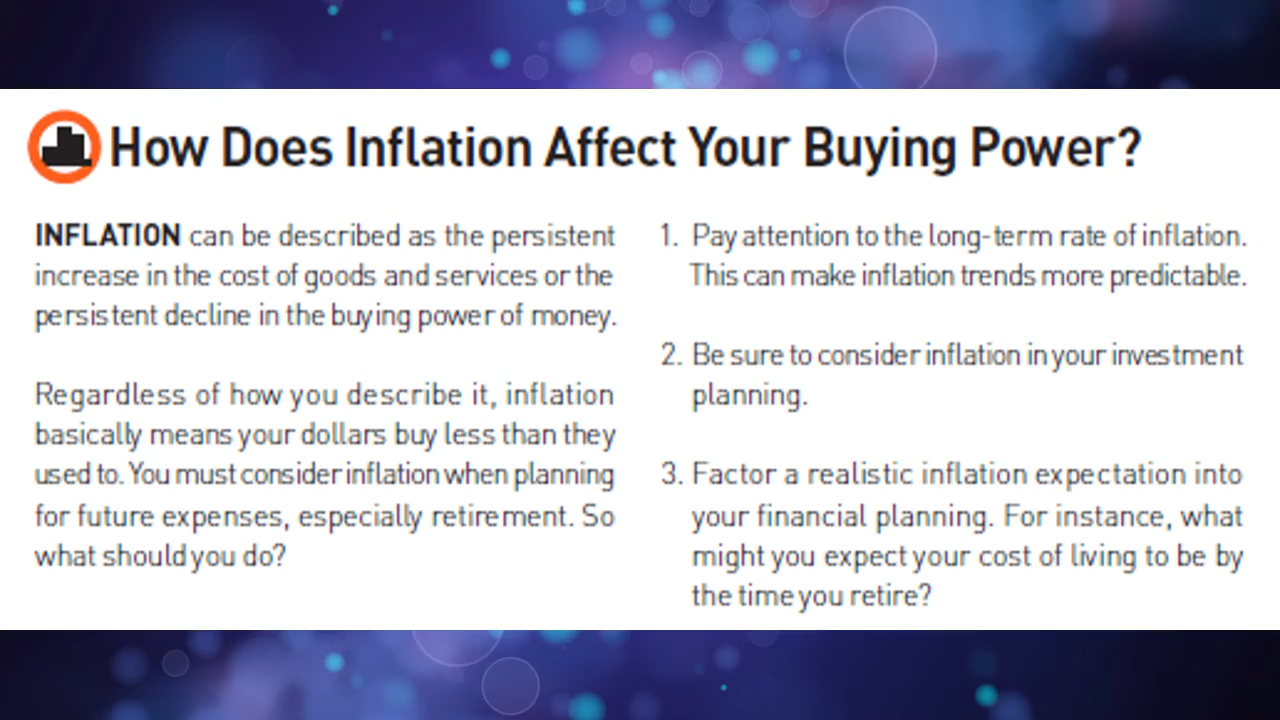 How Does Inflation Affect Your Buying Power?
INFLATION can be described as the persistent
increase in the cost of goods and services or the
persistent decline in the buying power of money.
Regardless of how you describe it, inflation
basically means your dollars buy less than they
used to. You must consider inflation when planning
for future expenses, especially retirement. So
what should you do?
1. Pay attention to the long-term rate of inflation.
This can make inflation trends more predictable.
2. Be sure to consider inflation in your investment
planning.
3. Factor a realistic inflation expectation into
your financial planning. For instance, what
might you expect your cost of living to be by
the time you retire?